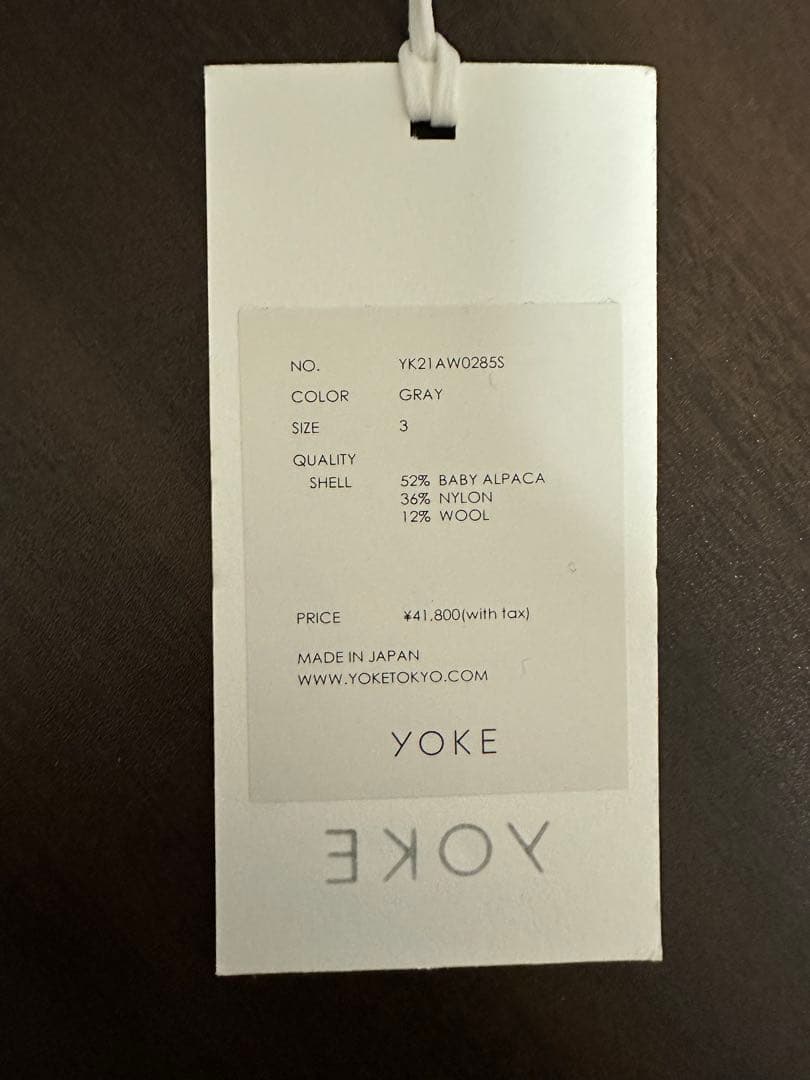 NO. YK21AW0285S
COLOR GRAY
SIZE 3
QUALITY
SHELL 52% BABY ALPACA
36% NYLON
12% WOOL
PRICE ¥41,800(with tax)
MADE IN JAPAN
WWW.YOKETOKYO.COM
YOKE
YOKE